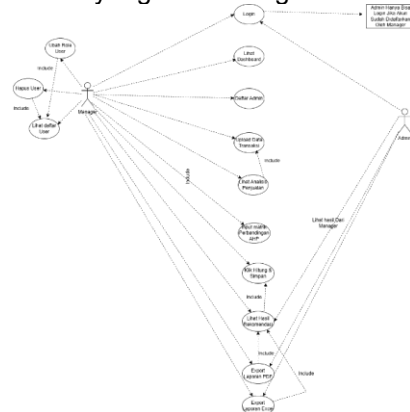 Login
Admin Hanya Bisa
Login Jika Akun
Sudah Didaftarkan
Oleh Manager
Ubah Role
User
Include
Hapus User
Include
Lihat daftar
User
Manager
Lihat
Dashboard
Daftar Admin
Upload Data
Transaksi
Include
Lihat Analisis
Penjualan
Include
Input Matrik
Perbandingan
AHP
Lihat Hasil Dari
Manager
Klik Hitung &
Simpan
Include
Lihat Hasil
Rekomendasi
Include
Export
Laporan PDF
Include
Export
Laporan Excel